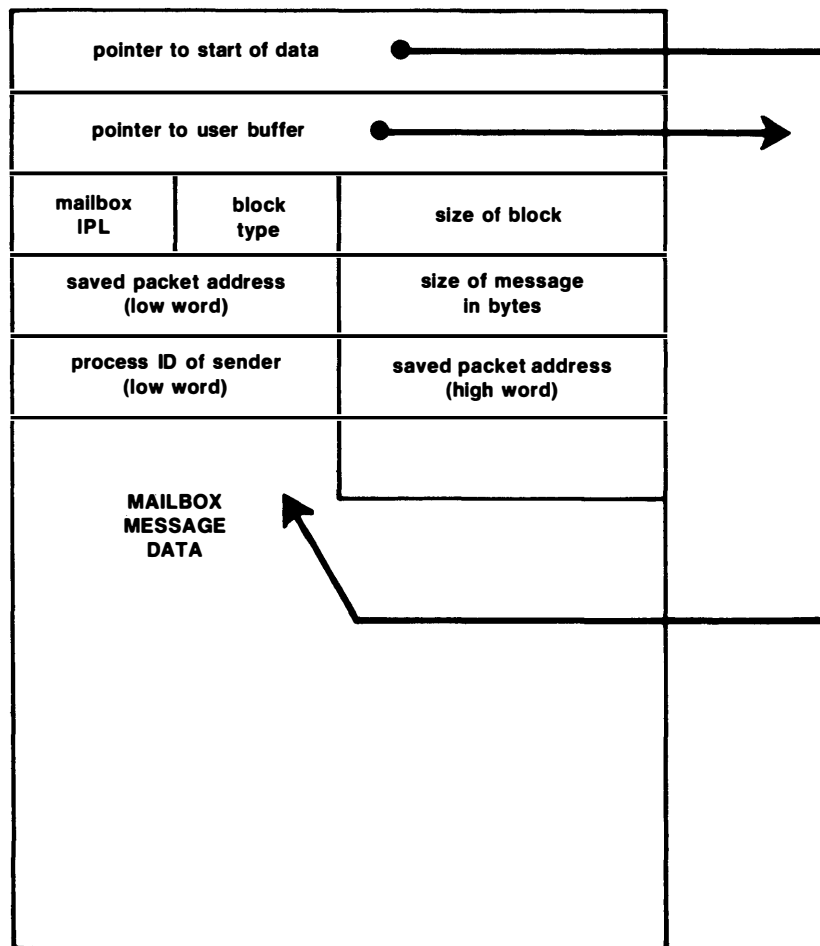 pointer to start of data
pointer to user buffer
mailbox
IPL
block
type
size of block
saved packet address
(low word)
size of message
in bytes
process ID of sender
(low word)
saved packet address
(high word)
MAILBOX
MESSAGE
DATA